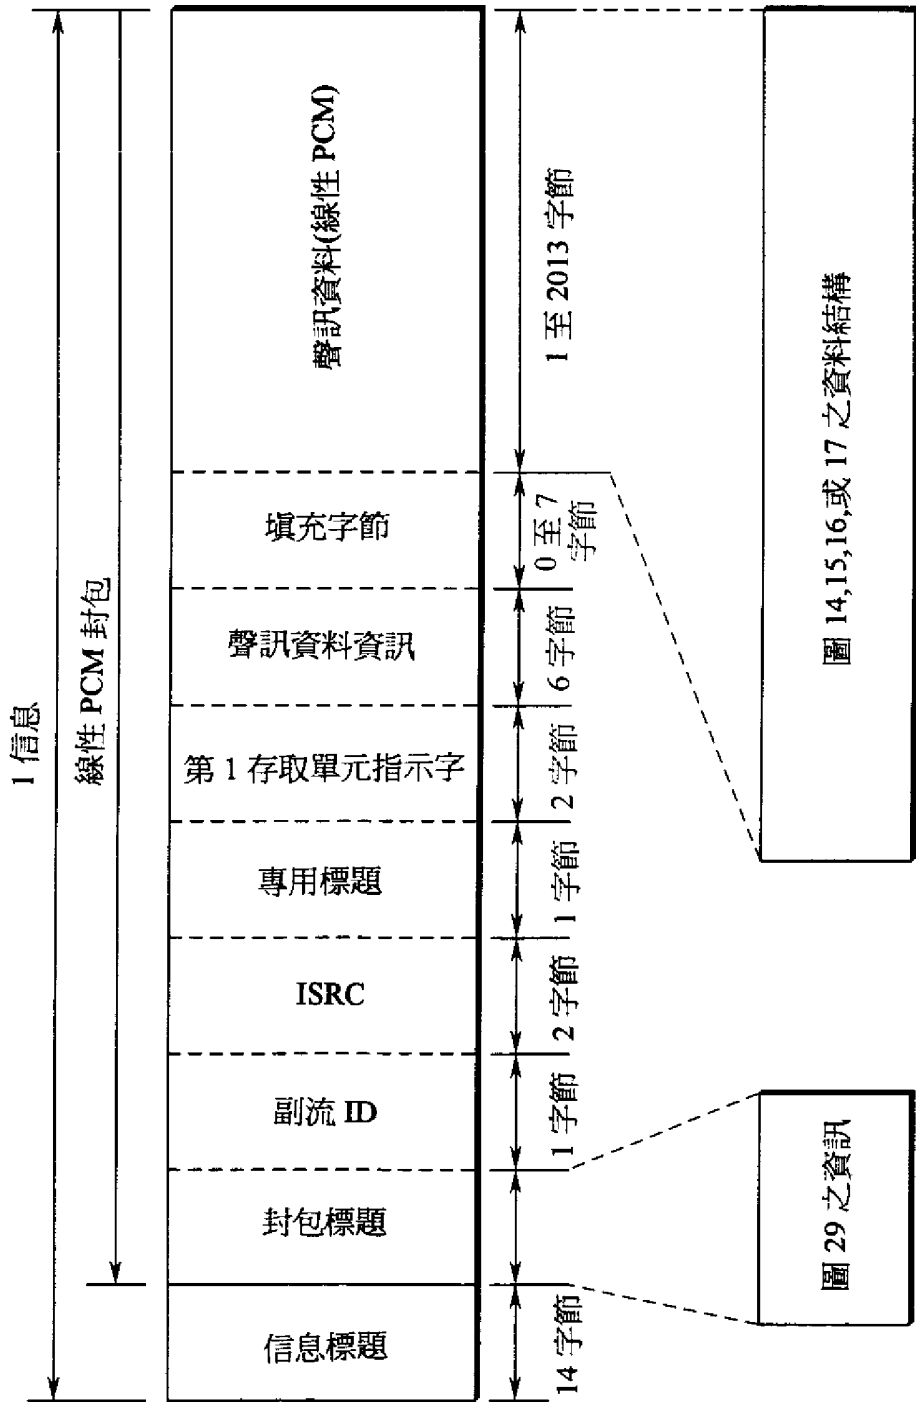 1 信息
線性 PCM 封包
聲訊資料(線性 PCM)
填充字節
聲訊資料資訊
第 1 存取單元指示字
專用標題
ISRC
副流 ID
封包標題
信息標題
1 至 2013 字節
0 至 7
字節
6 字節
2 字節
1 字節
2 字節
1 字節
14 字節
圖 14,15,16,或 17 之資料結構
圖 29 之資訊